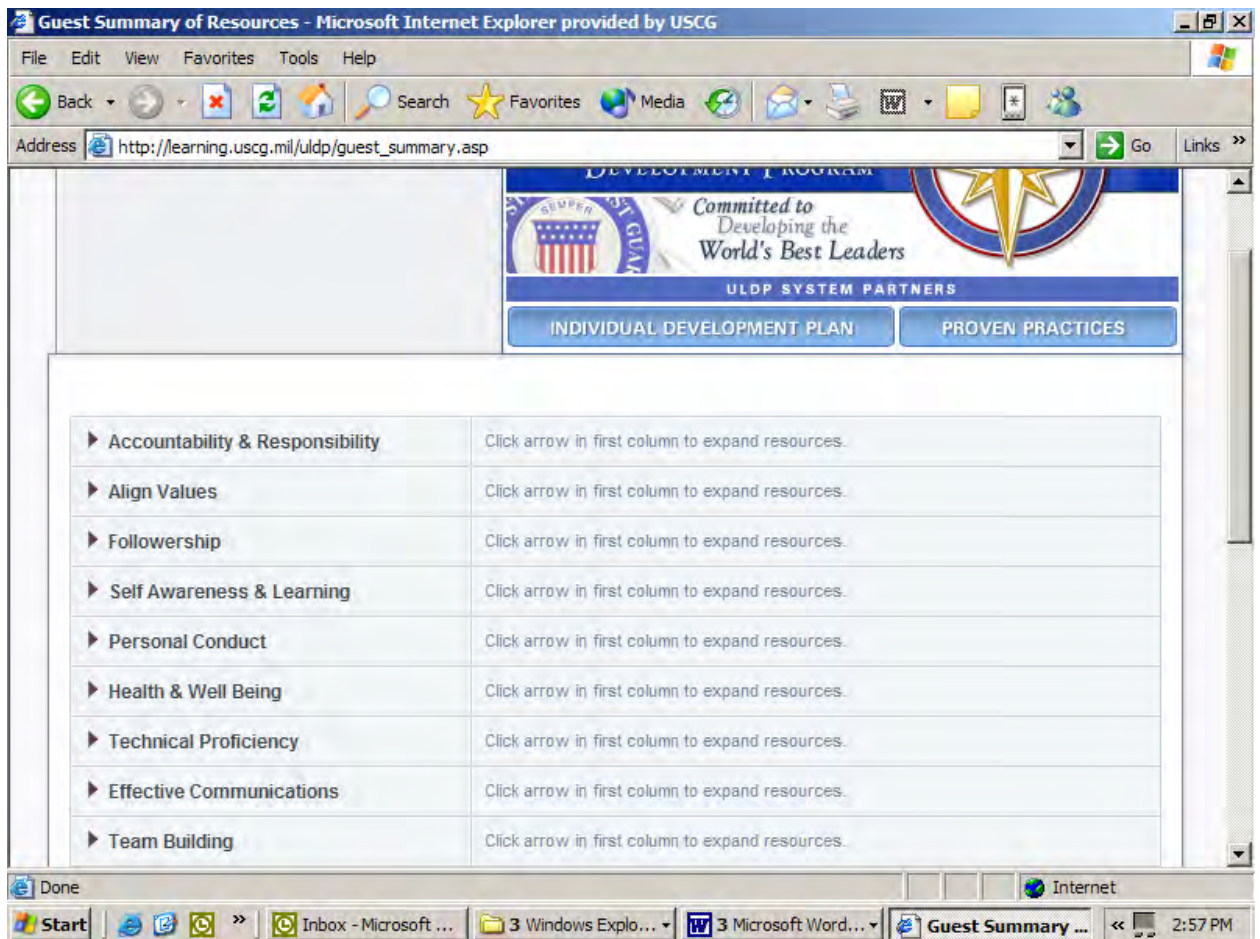 Guest Summary of Resources - Microsoft Internet Explorer provided by USCG
File Edit View Favorites Tools Help
Back Search Favorites Media
Address http://learning.uscg.mil/uldp/guest_summary.asp Go Links »
DEVELOPMENT PROGRAM
SEMPER
ST GUAR
Committed to
Developing the
World's Best Leaders
ULDP SYSTEM PARTNERS
INDIVIDUAL DEVELOPMENT PLAN PROVEN PRACTICES
Accountability & Responsibility Click arrow in first column to expand resources.
Align Values Click arrow in first column to expand resources.
Followership Click arrow in first column to expand resources.
Self Awareness & Learning Click arrow in first column to expand resources.
Personal Conduct Click arrow in first column to expand resources.
Health & Well Being Click arrow in first column to expand resources.
Technical Proficiency Click arrow in first column to expand resources.
Effective Communications Click arrow in first column to expand resources.
Team Building Click arrow in first column to expand resources.
Done Internet
Start » Inbox - Microsoft ... 3 Windows Explo... 3 Microsoft Word... Guest Summary ... « 2:57 PM